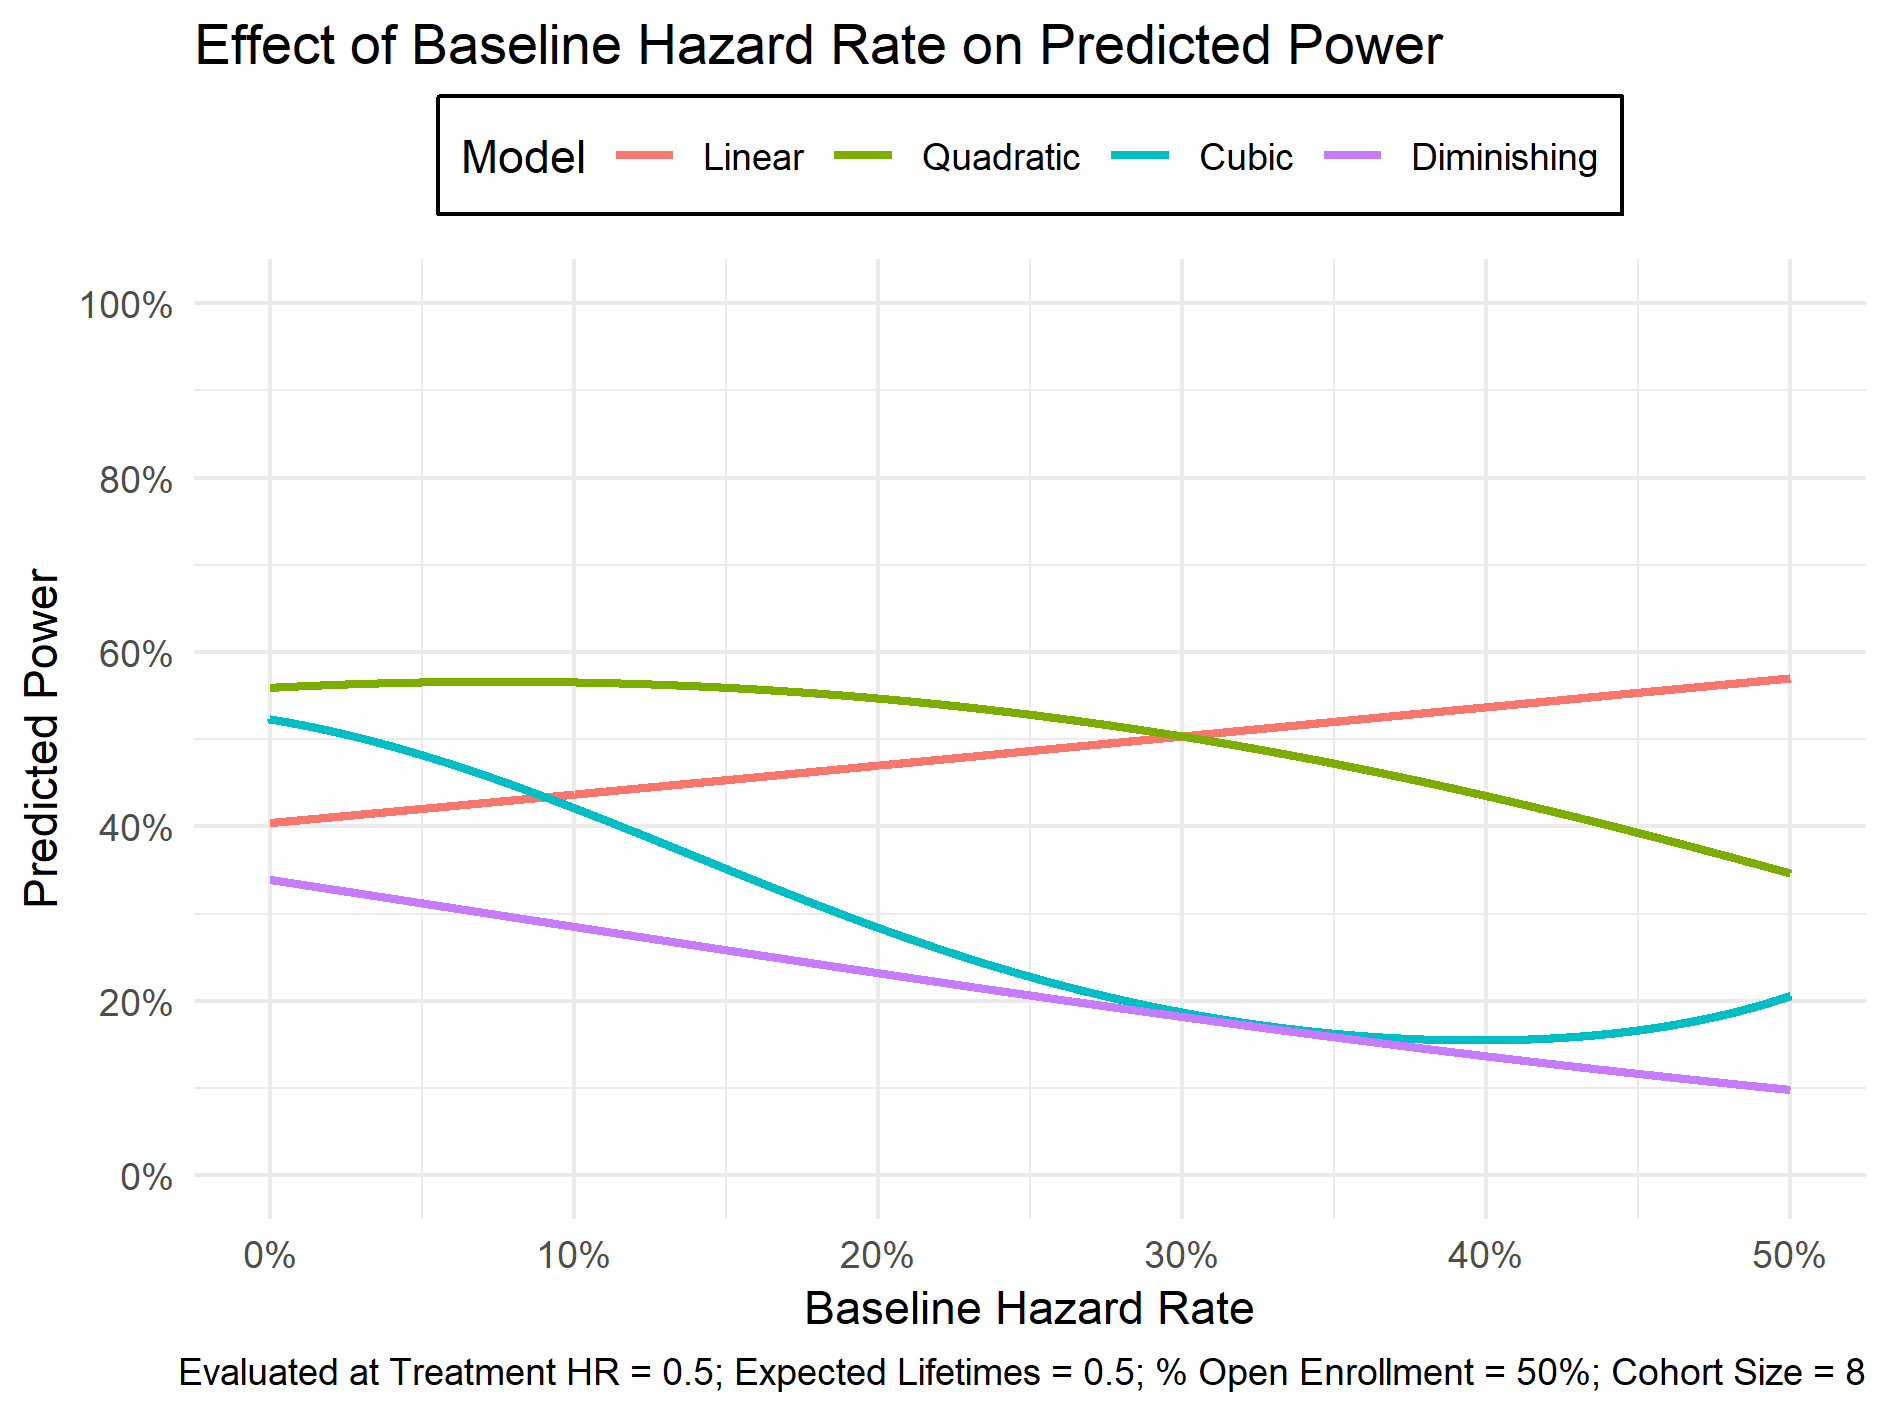 Effect of Baseline Hazard Rate on Predicted Power
Model Linear Quadratic Cubic Diminishing
100%
80%
60%
40%
20%
0%
Predicted Power
0% 10% 20% 30% 40% 50%
Baseline Hazard Rate
Evaluated at Treatment HR = 0.5; Expected Lifetimes = 0.5; % Open Enrollment = 50%; Cohort Size = 8